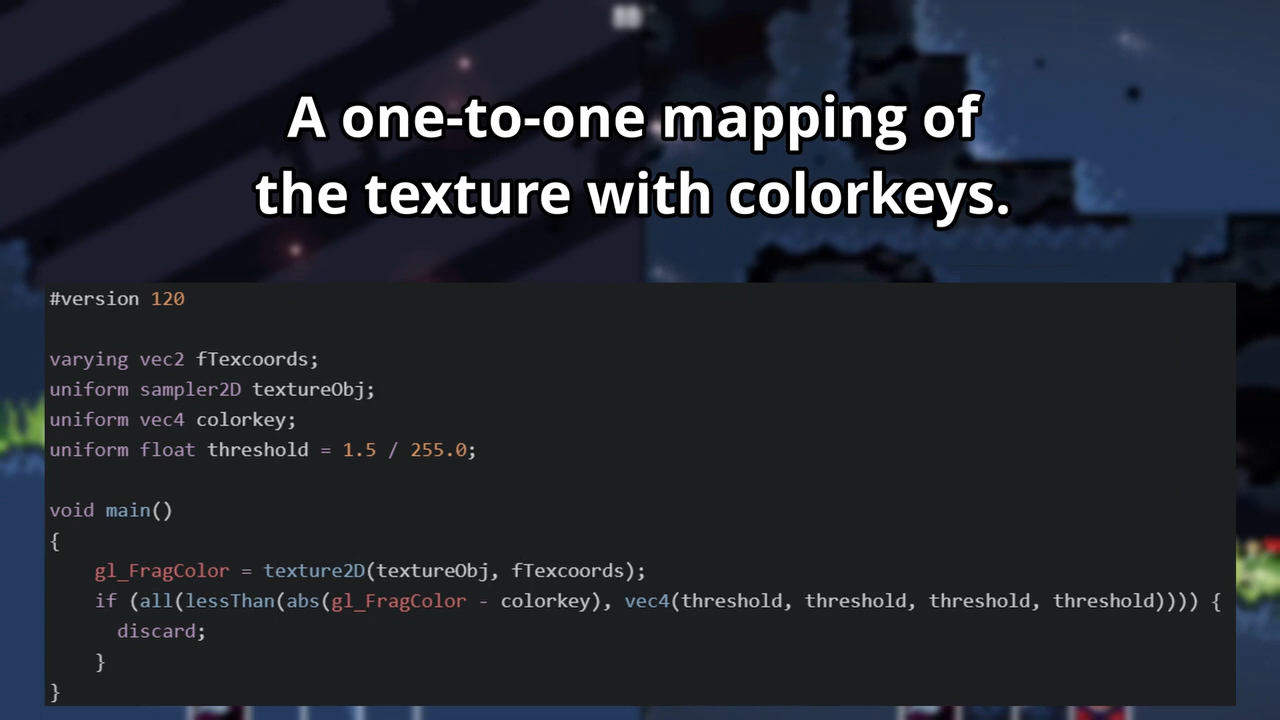 A one-to-one mapping of
the texture with colorkeys.
#version 120
varying vec2 fTexcoords;
uniform sampler2D textureObj;
uniform vec4 colorkey;
uniform float threshold = 1.5 / 255.0;
void main()
{
    gl_FragColor = texture2D(textureObj, fTexcoords);
    if (all(lessThan(abs(gl_FragColor - colorkey), vec4(threshold, threshold, threshold, threshold)))) {
      discard;
    }
}